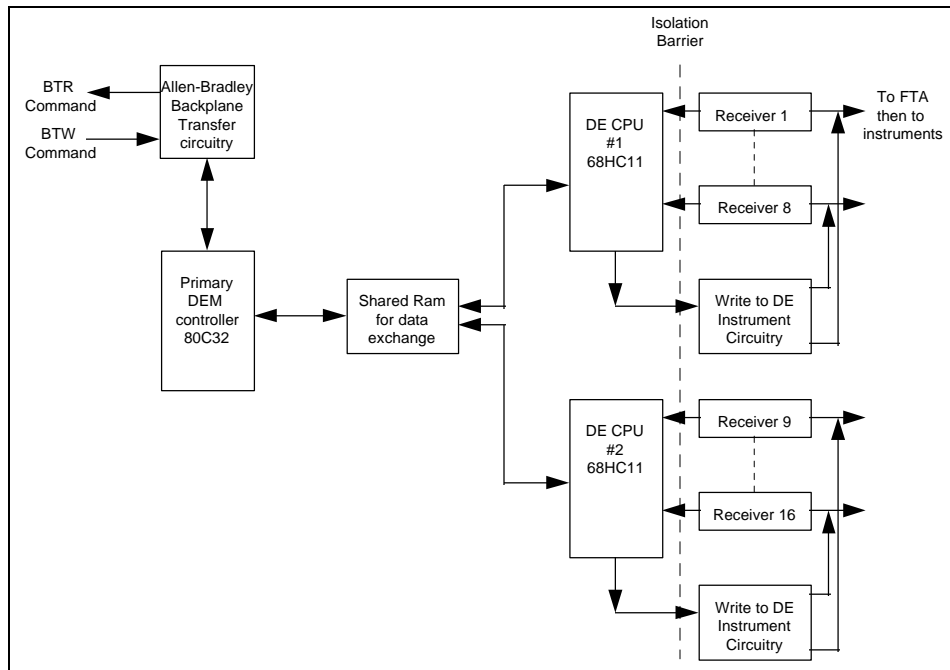 Isolation
Barrier
BTR
Command
BTW
Command
Allen-Bradley
Backplane
Transfer
circuitry
DE CPU
#1
68HC11
Receiver 1
To FTA
then to
instruments
Receiver 8
Primary
DEM
controller
80C32
Shared Ram
for data
exchange
Write to DE
Instrument
Circuitry
DE CPU
#2
68HC11
Receiver 9
Receiver 16
Write to DE
Instrument
Circuitry